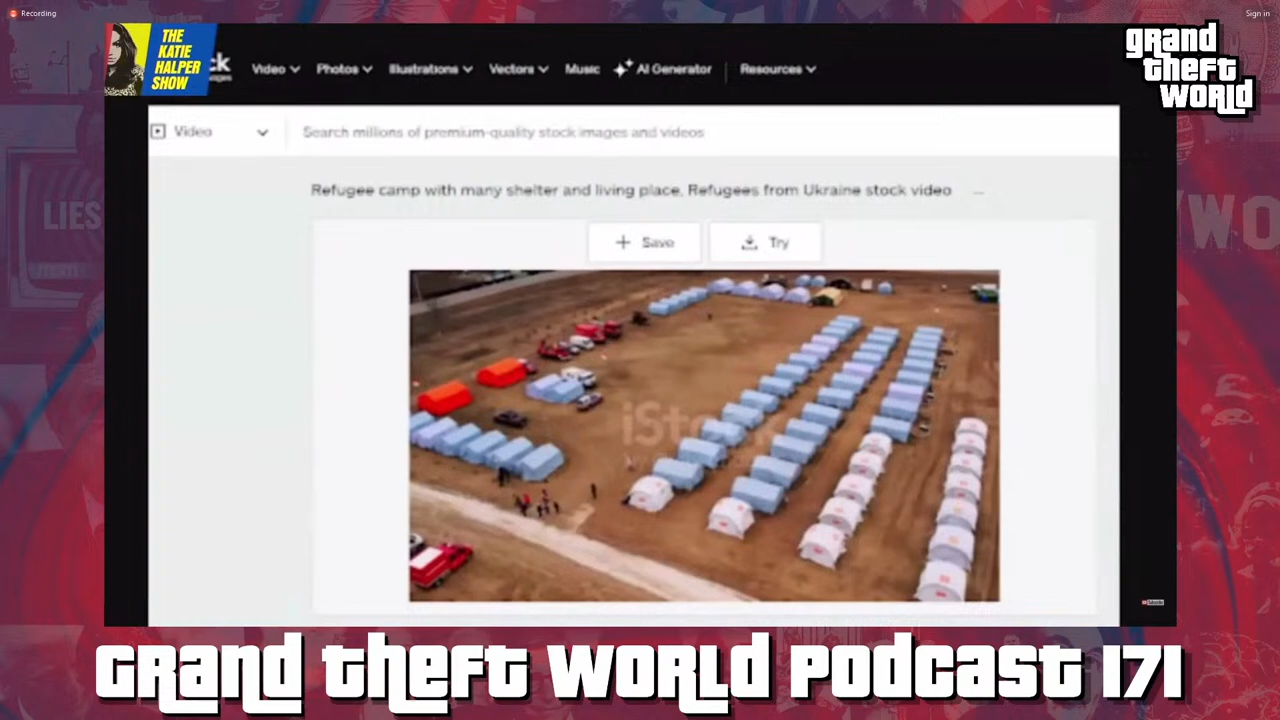 Recording
Sign in
THE
KATIE
HALPER
SHOW
grand
theft
WORLD
Video
Photos
Illustrations
Vectors
Music
AI Generator
Resources
Video
Search millions of premium-quality stock images and videos
Refugee camp with many shelter and living place, Refugees from Ukraine stock video
+ Save
Try
iStock
LIES
WO
GRAND THEFT WORLD PODCAST 171